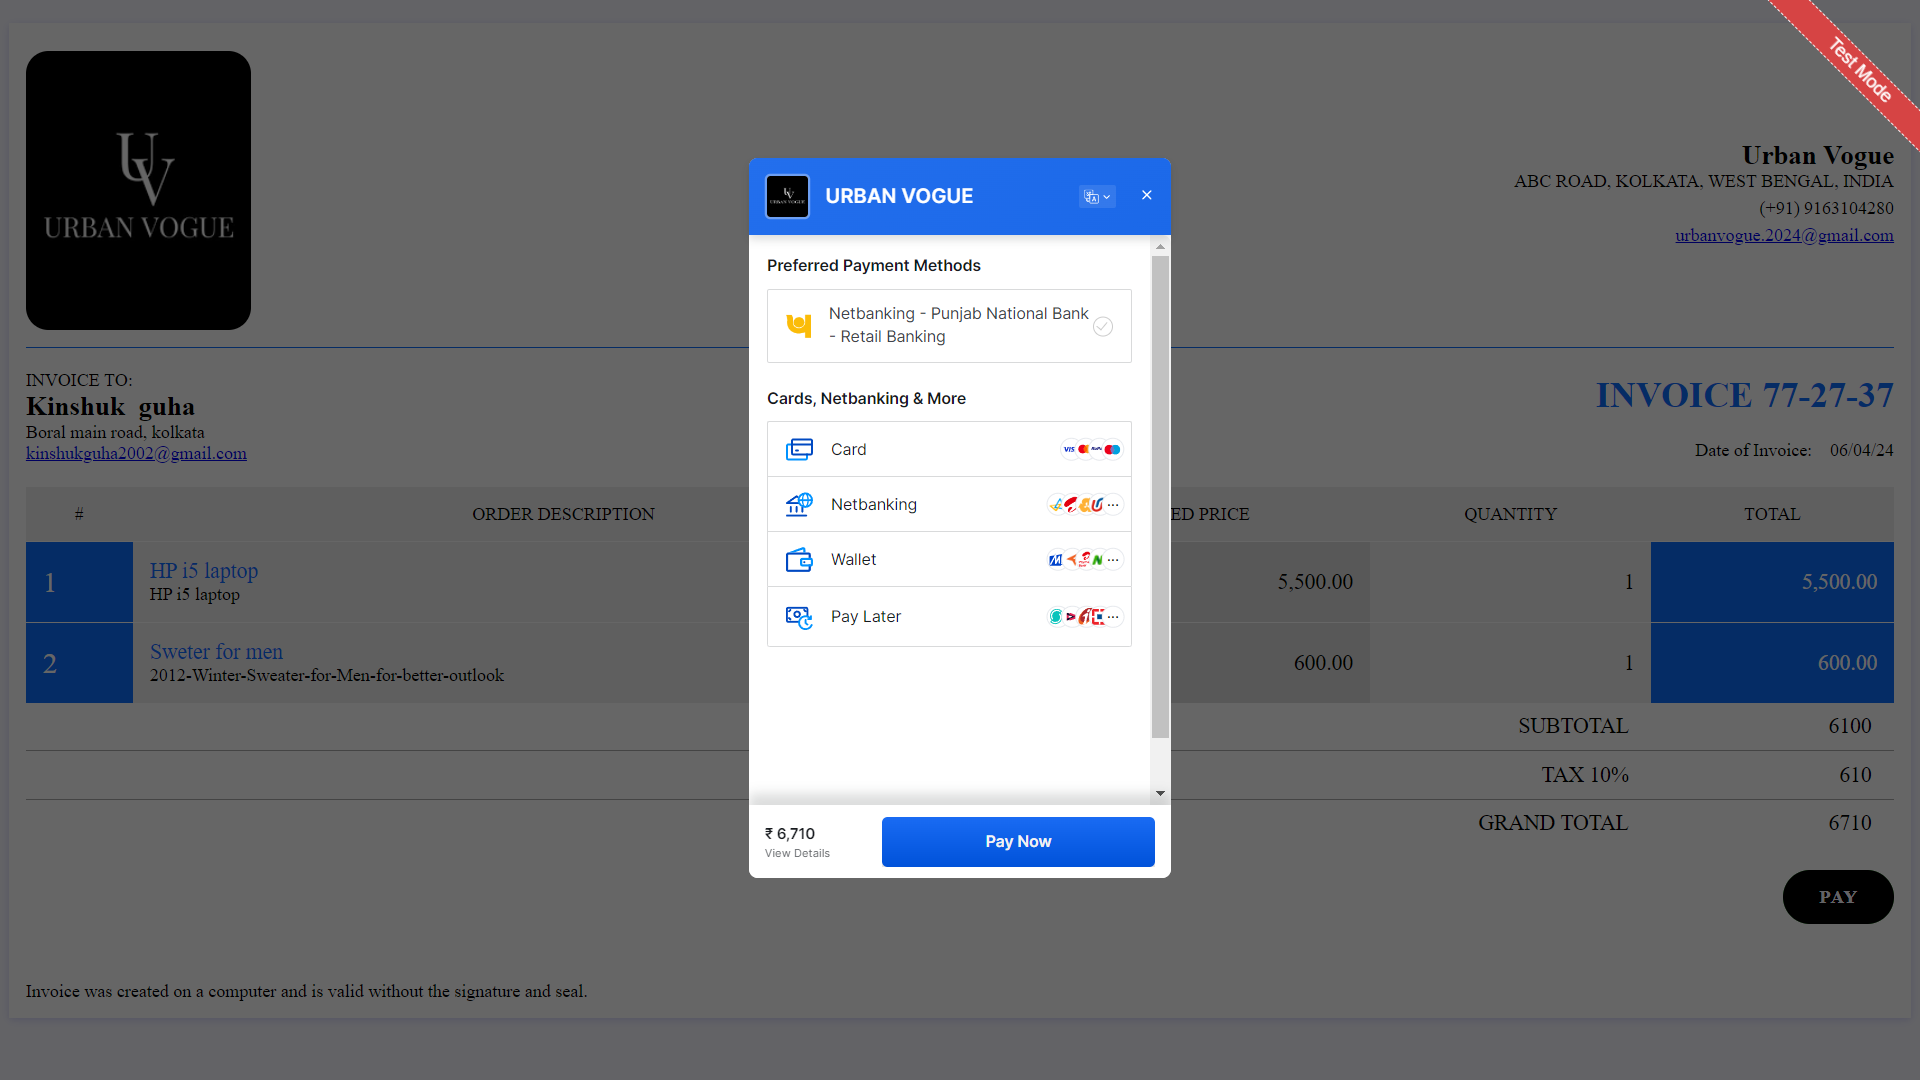 Test Mode
UV
URBAN VOGUE
Urban Vogue
ABC ROAD, KOLKATA, WEST BENGAL, INDIA
(+91) 9163104280
urbanvogue.2024@gmail.com
INVOICE TO:
Kinshuk guha
Boral main road, kolkata
kinshukguha2002@gmail.com
INVOICE 77-27-37
Date of Invoice: 06/04/24
# ORDER DESCRIPTION ED PRICE QUANTITY TOTAL
1 HP i5 laptop 5,500.00 1 5,500.00
HP i5 laptop
2 Sweter for men 600.00 1 600.00
2012-Winter-Sweater-for-Men-for-better-outlook
SUBTOTAL 6100
TAX 10% 610
GRAND TOTAL 6710
PAY
Invoice was created on a computer and is valid without the signature and seal.
URBAN VOGUE
URBAN VOGUE
Preferred Payment Methods
Netbanking - Punjab National Bank
- Retail Banking
Cards, Netbanking & More
Card VISA
Netbanking
Wallet
Pay Later
₹ 6,710
View Details
Pay Now